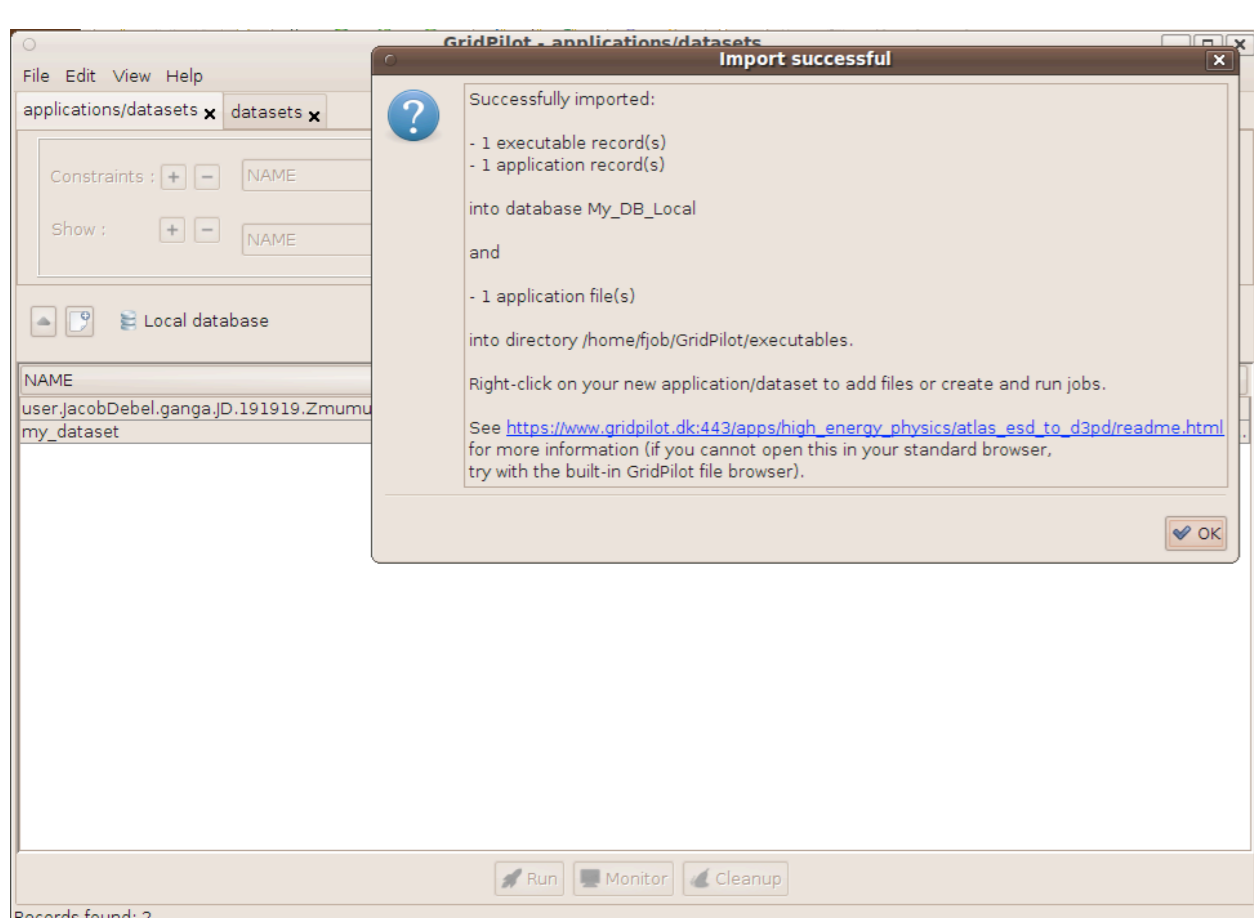 GridPilot - applications/datasets
Import successful
File Edit View Help
applications/datasets datasets
Constraints : NAME
Show : NAME
Local database
NAME
user.JacobDebel.ganga.JD.191919.Zmumu
my_dataset
Successfully imported:
- 1 executable record(s)
- 1 application record(s)
into database My_DB_Local
and
- 1 application file(s)
into directory /home/fjob/GridPilot/executables.
Right-click on your new application/dataset to add files or create and run jobs.
See https://www.gridpilot.dk:443/apps/high_energy_physics/atlas_esd_to_d3pd/readme.html
for more information (if you cannot open this in your standard browser,
try with the built-in GridPilot file browser).
OK
Run Monitor Cleanup
Records found: 2